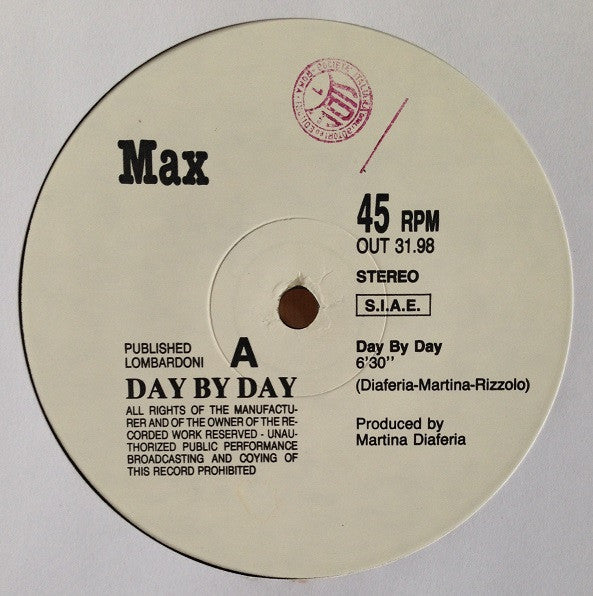 Max
45 RPM
OUT 31.98
STEREO
S.I.A.E.
PUBLISHED
LOMBARDONI
A
DAY BY DAY
ALL RIGHTS OF THE MANUFACTU-
RER AND OF THE OWNER OF THE RE-
CORDED WORK RESERVED - UNAU-
THORIZED PUBLIC PERFORMANCE
BROADCASTING AND COYING OF
THIS RECORD PROHIBITED
Day By Day
6'30''
(Diaferia-Martina-Rizzolo)
Produced by
Martina Diaferia